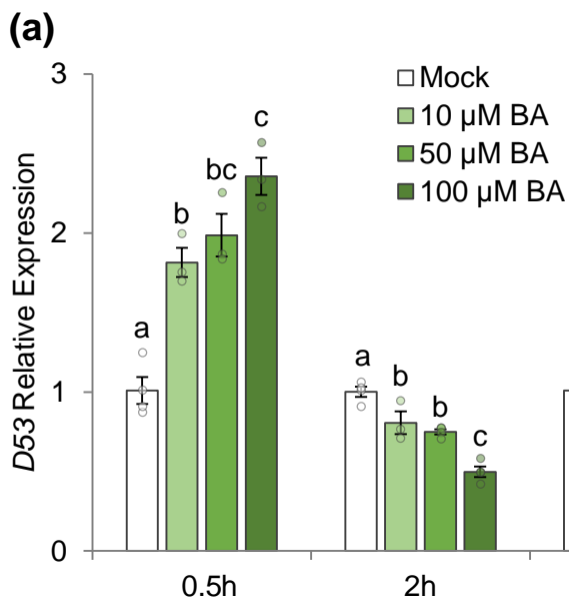 (a)
D53 Relative Expression
3
2
1
0
Mock
10 µM BA
50 µM BA
100 µM BA
a
b
bc
c
a
b
b
c
0.5h
2h